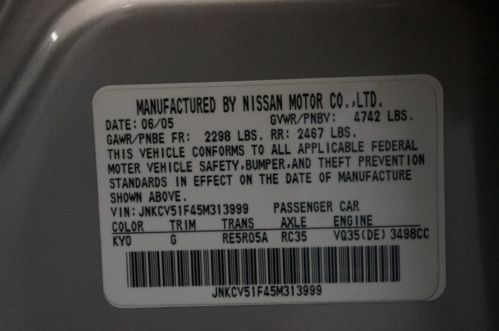 MANUFACTURED BY NISSAN MOTOR CO.,LTD.
DATE: 06/05 GVWR/PNBV: 4742 LBS.
GAWR/PNBE FR: 2298 LBS. RR: 2467 LBS.
THIS VEHICLE CONFORMS TO ALL APPLICABLE FEDERAL
MOTOR VEHICLE SAFETY,BUMPER,AND THEFT PREVENTION
STANDARDS IN EFFECT ON THE DATE OF MANUFACTURE
SHOWN ABOVE.
VIN: JNKCV51F45M313999 PASSENGER CAR
COLOR TRIM TRANS AXLE ENGINE
KY0 G RE5R05A RC35 VQ35(DE) 3498CC
JNKCV51F45M313999